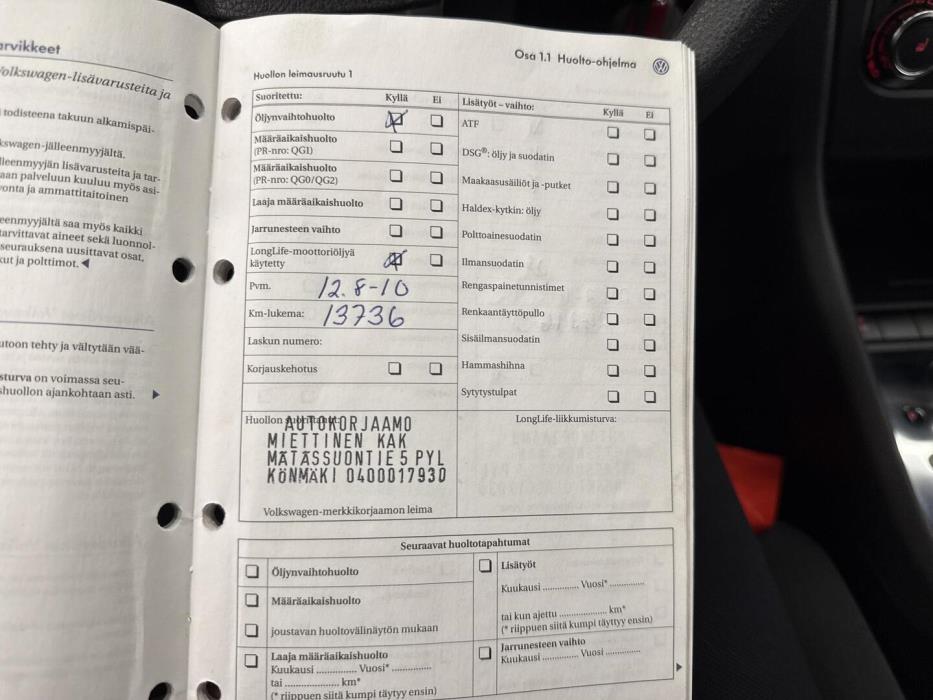 arvikkeet
Volkswagen-lisävarusteita ja
todisteena takuun alkamispäi-
kswagen-jälleenmyyjältä.
lleenmyyjän lisävarusteita ja tar-
aan palveluun kuuluu myös asi-
vonta ja ammattitaitoinen
eenmyyjältä saa myös kaikki
tarvittavat aineet sekä luonnol-
seurauksena uusittavat osat,
kut ja polttimot.
utoon tehty ja vältytään vää-
sturva on voimassa seu-
shuollon ajankohtaan asti.
Osa 1.1 Huolto-ohjelma
Huollon leimausruutu 1
Suoritettu: Kyllä Ei
Öljynvaihtohuolto
Määräaikaishuolto
(PR-nro: QG1)
Määräaikaishuolto
(PR-nro: QG0/QG2)
Laaja määräaikaishuolto
Jarrunesteen vaihto
LongLife-moottoriöljyä
käytetty
Pvm. 12.8-10
Km-lukema: 13736
Laskun numero:
Korjauskehotus
Lisätyöt – vaihto: Kyllä Ei
ATF
DSG®: öljy ja suodatin
Maakaasusäiliöt ja -putket
Haldex-kytkin: öljy
Polttoainesuodatin
Ilmansuodatin
Rengaspainetunnistimet
Renkaantäyttöpullo
Sisäilmansuodatin
Hammashihna
Sytytystulpat
Huollon
AUTOKORJAAMO
MIETTINEN KAK
MATASSUONTIE 5 PYL
KÖNMÄKI 0400017930
Volkswagen-merkkikorjaamon leima
LongLife-liikkumisturva:
Seuraavat huoltotapahtumat
Öljynvaihtohuolto
Määräaikaishuolto
joustavan huoltovälinäytön mukaan
Laaja määräaikaishuolto
Kuukausi .............. Vuosi* ..............
tai .................... km*
(* riippuen siitä kumpi täytyy ensin)
Lisätyöt
Kuukausi ............. Vuosi* .............
tai kun ajettu .................. km*
(* riippuen siitä kumpi täytyy ensin)
Jarrunesteen vaihto
Kuukausi ............. Vuosi .............